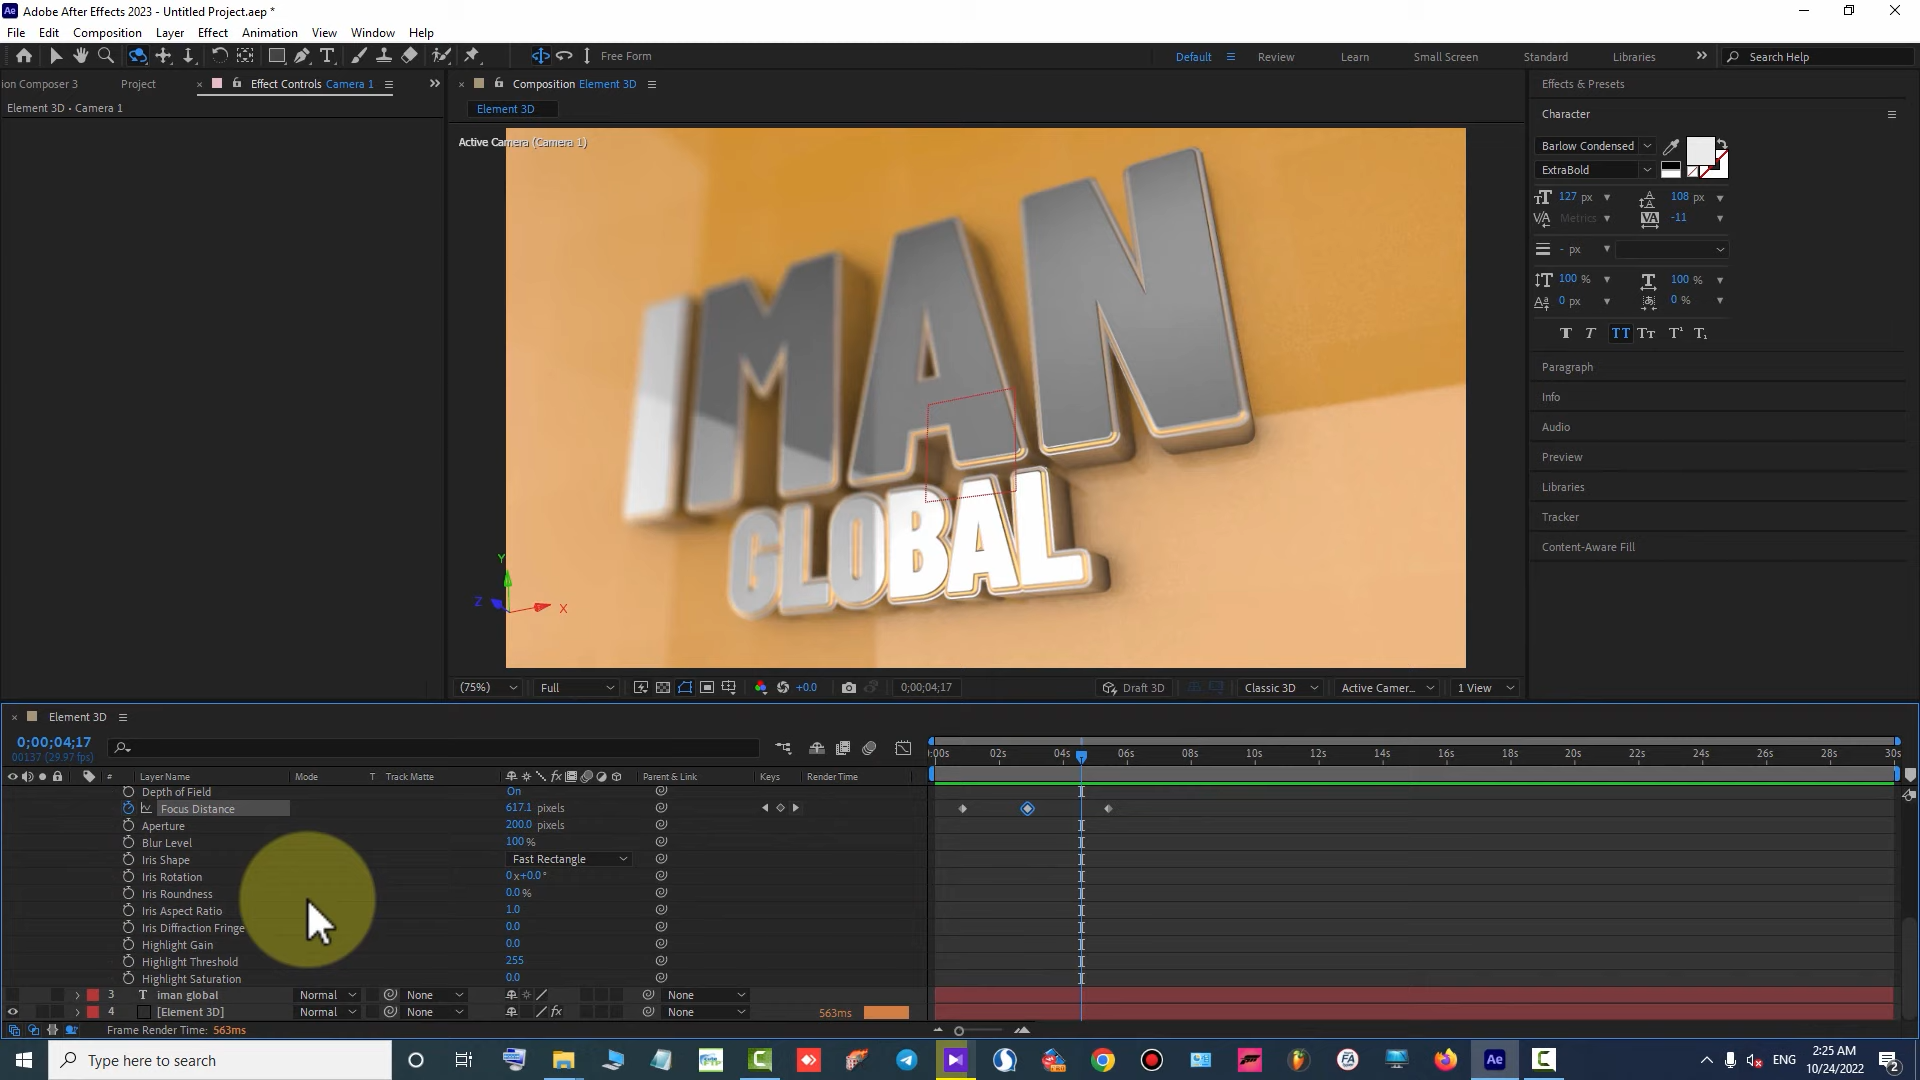 Ae Adobe After Effects 2023 - Untitled Project.aep *
File Edit Composition Layer Effect Animation View Window Help
Free Form
Default Review Learn Small Screen Standard Libraries Search Help
ion Composer 3 Project Effect Controls Camera 1
Element 3D • Camera 1
Composition Element 3D
Element 3D
Active Camera (Camera 1)
IMAN
GLOBAL
Y
Z X
(75%) Full +0.0 0;00;04;17 Draft 3D Classic 3D Active Camer... 1 View
Effects & Presets
Character
Barlow Condensed
ExtraBold
127 px 108 px
Metrics -11
- px
100 % 100 %
0 px 0 %
T T TT Tt T¹ T₁
Paragraph
Info
Audio
Preview
Libraries
Tracker
Content-Aware Fill
Element 3D
0;00;04;17
00137 (29.97 fps)
:00s 02s 04s 06s 08s 10s 12s 14s 16s 18s 20s 22s 24s 26s 28s 30s
# Layer Name Mode T Track Matte fx Parent & Link Keys Render Time
Depth of Field On
Focus Distance 617.1 pixels
Aperture 200.0 pixels
Blur Level 100 %
Iris Shape Fast Rectangle
Iris Rotation 0x+0.0°
Iris Roundness 0.0 %
Iris Aspect Ratio 1.0
Iris Diffraction Fringe 0.0
Highlight Gain 0.0
Highlight Threshold 255
Highlight Saturation 0.0
3 T iman global Normal None None
4 [Element 3D] Normal None fx None 563ms
Frame Render Time: 563ms
Type here to search
Ae
ENG
2:25 AM
10/24/2022
2